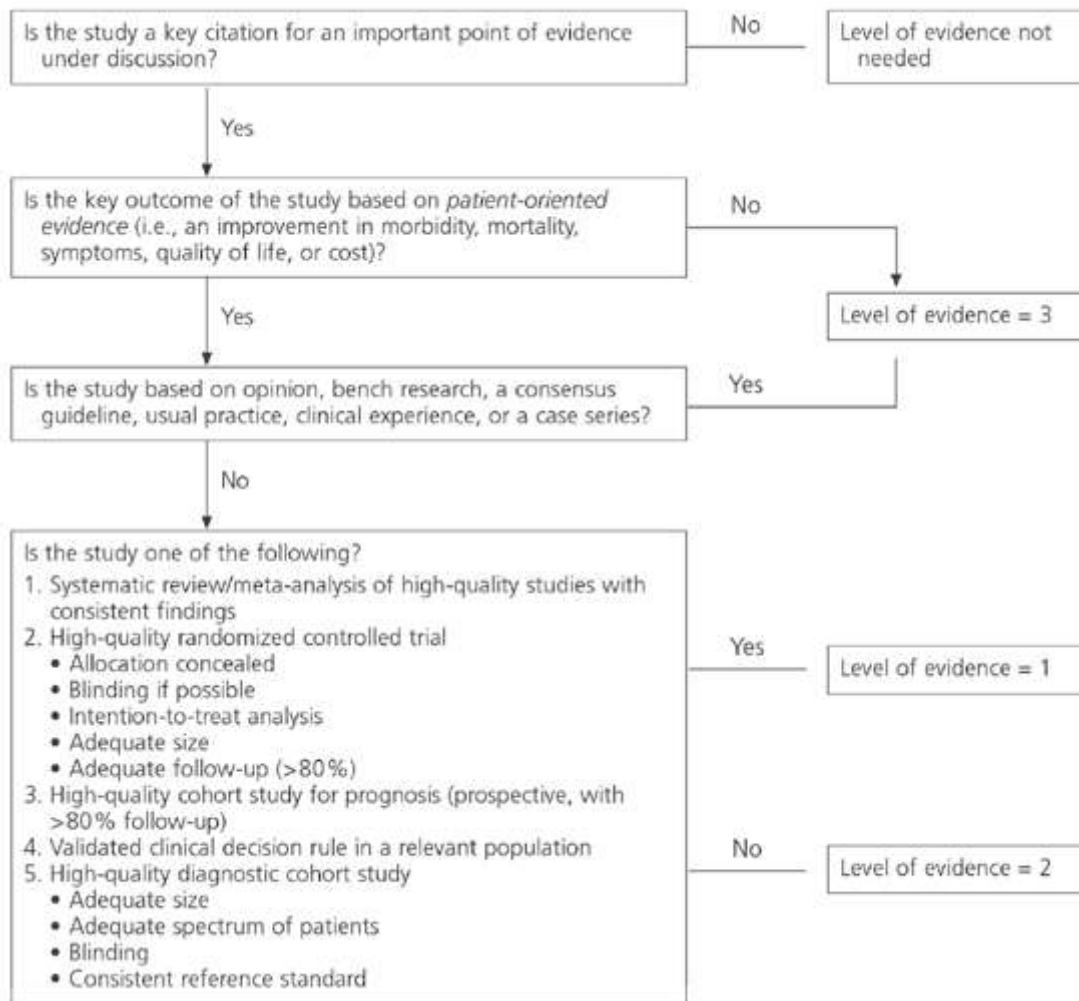 Is the study a key citation for an important point of evidence
under discussion?
No
Level of evidence not
needed
Yes
Is the key outcome of the study based on patient-oriented
evidence (i.e., an improvement in morbidity, mortality,
symptoms, quality of life, or cost)?
No
Level of evidence = 3
Yes
Is the study based on opinion, bench research, a consensus
guideline, usual practice, clinical experience, or a case series?
Yes
No
Is the study one of the following?
1. Systematic review/meta-analysis of high-quality studies with
consistent findings
2. High-quality randomized controlled trial
• Allocation concealed
• Blinding if possible
• Intention-to-treat analysis
• Adequate size
• Adequate follow-up (>80%)
3. High-quality cohort study for prognosis (prospective, with
>80% follow-up)
4. Validated clinical decision rule in a relevant population
5. High-quality diagnostic cohort study
• Adequate size
• Adequate spectrum of patients
• Blinding
• Consistent reference standard
Yes
Level of evidence = 1
No
Level of evidence = 2